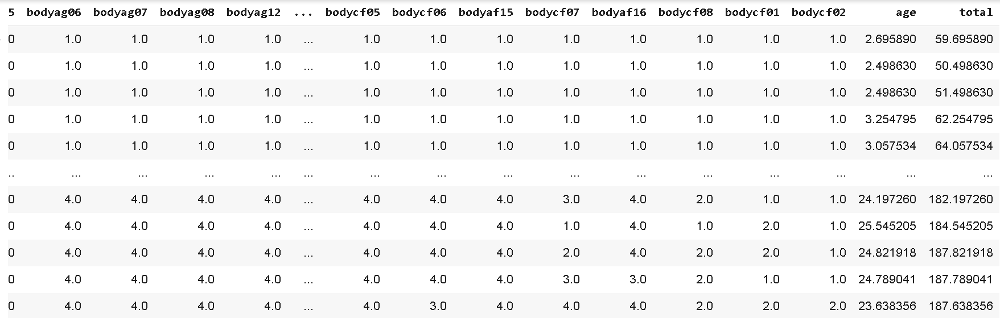 5 bodyag06 bodyag07 bodyag08 bodyag12 ... bodycf05 bodycf06 bodyaf15 bodycf07 bodyaf16 bodycf08 bodycf01 bodycf02 age total
0 1.0 1.0 1.0 1.0 ... 1.0 1.0 1.0 1.0 1.0 1.0 1.0 1.0 2.695890 59.695890
0 1.0 1.0 1.0 1.0 ... 1.0 1.0 1.0 1.0 1.0 1.0 1.0 1.0 2.498630 50.498630
0 1.0 1.0 1.0 1.0 ... 1.0 1.0 1.0 1.0 1.0 1.0 1.0 1.0 2.498630 51.498630
0 1.0 1.0 1.0 1.0 ... 1.0 1.0 1.0 1.0 1.0 1.0 1.0 1.0 3.254795 62.254795
0 1.0 1.0 1.0 1.0 ... 1.0 1.0 1.0 1.0 1.0 1.0 1.0 1.0 3.057534 64.057534
.. ... ... ... ... ... ... ... ... ... ... ... ... ... ... ...
0 4.0 4.0 4.0 4.0 ... 4.0 4.0 4.0 3.0 4.0 2.0 1.0 1.0 24.197260 182.197260
0 4.0 4.0 4.0 4.0 ... 4.0 4.0 4.0 1.0 4.0 1.0 2.0 1.0 25.545205 184.545205
0 4.0 4.0 4.0 4.0 ... 4.0 4.0 4.0 2.0 4.0 2.0 2.0 1.0 24.821918 187.821918
0 4.0 4.0 4.0 4.0 ... 4.0 4.0 4.0 3.0 3.0 2.0 1.0 1.0 24.789041 187.789041
0 4.0 4.0 4.0 4.0 ... 4.0 3.0 4.0 4.0 4.0 2.0 2.0 2.0 23.638356 187.638356